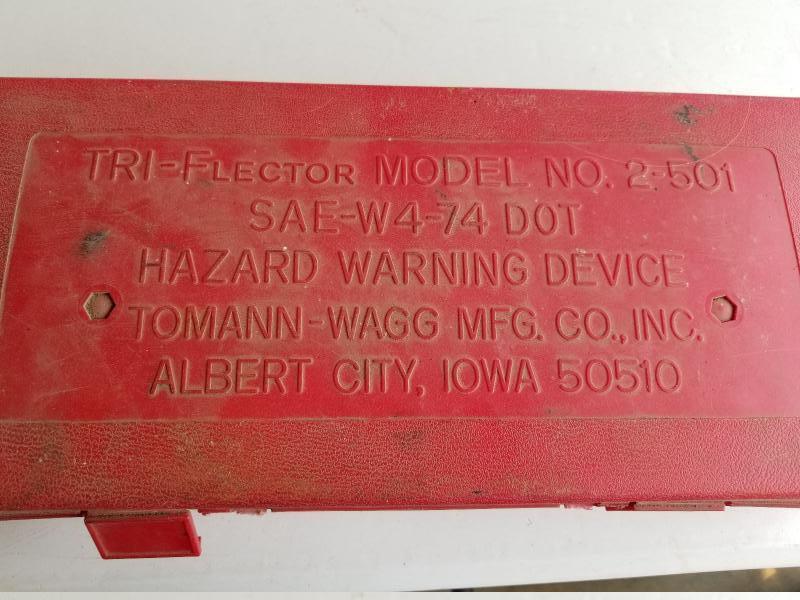 TRI-FLECTOR MODEL NO. 2-501
SAE-W4-74 DOT
HAZARD WARNING DEVICE
TOMANN-WAGG MFG. CO., INC.
ALBERT CITY, IOWA 50510